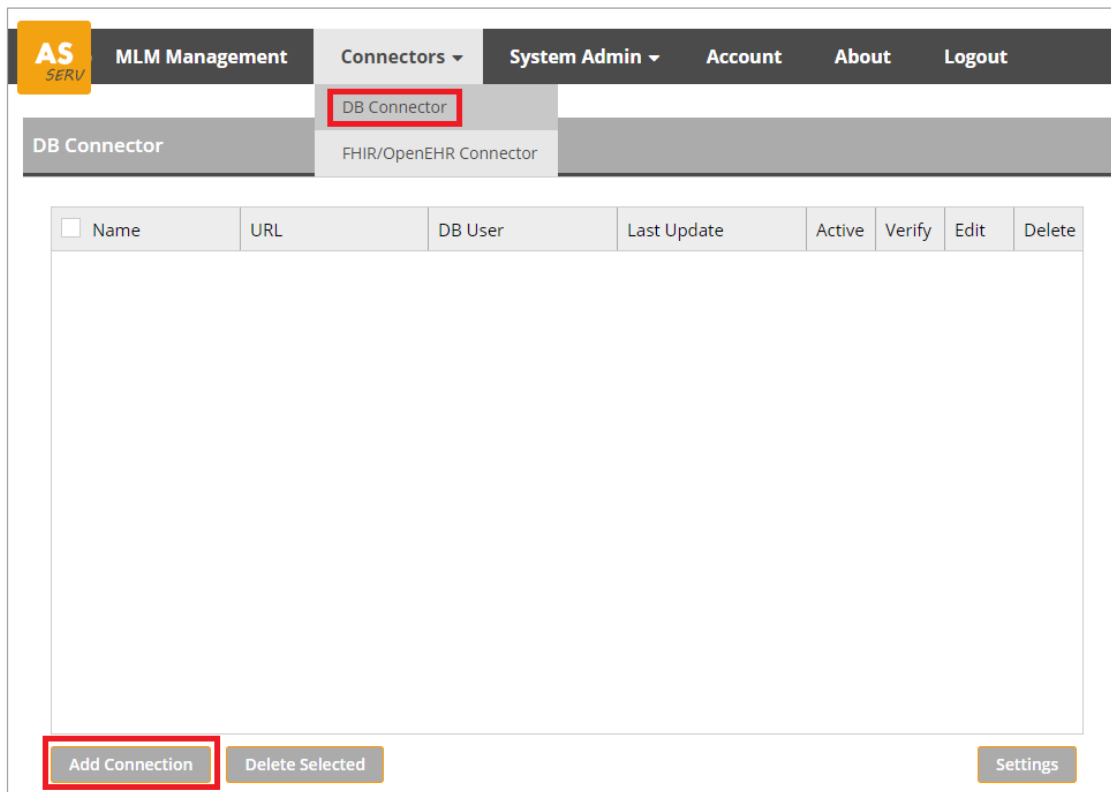 AS
SERV
MLM Management Connectors System Admin Account About Logout
DB Connector
FHIR/OpenEHR Connector
DB Connector
Name URL DB User Last Update Active Verify Edit Delete
Add Connection Delete Selected Settings